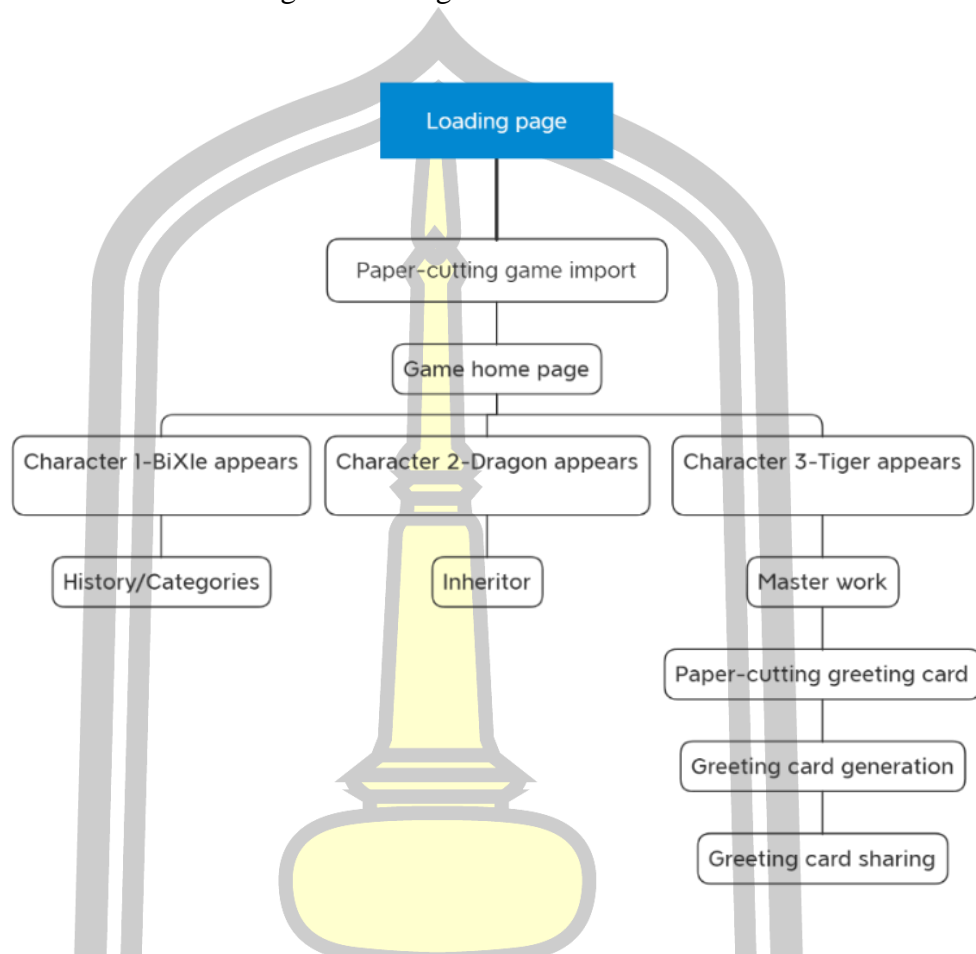 Loading page
Paper-cutting game import
Game home page
Character 1-BiXIe appears
Character 2-Dragon appears
Character 3-Tiger appears
History/Categories
Inheritor
Master work
Paper-cutting greeting card
Greeting card generation
Greeting card sharing